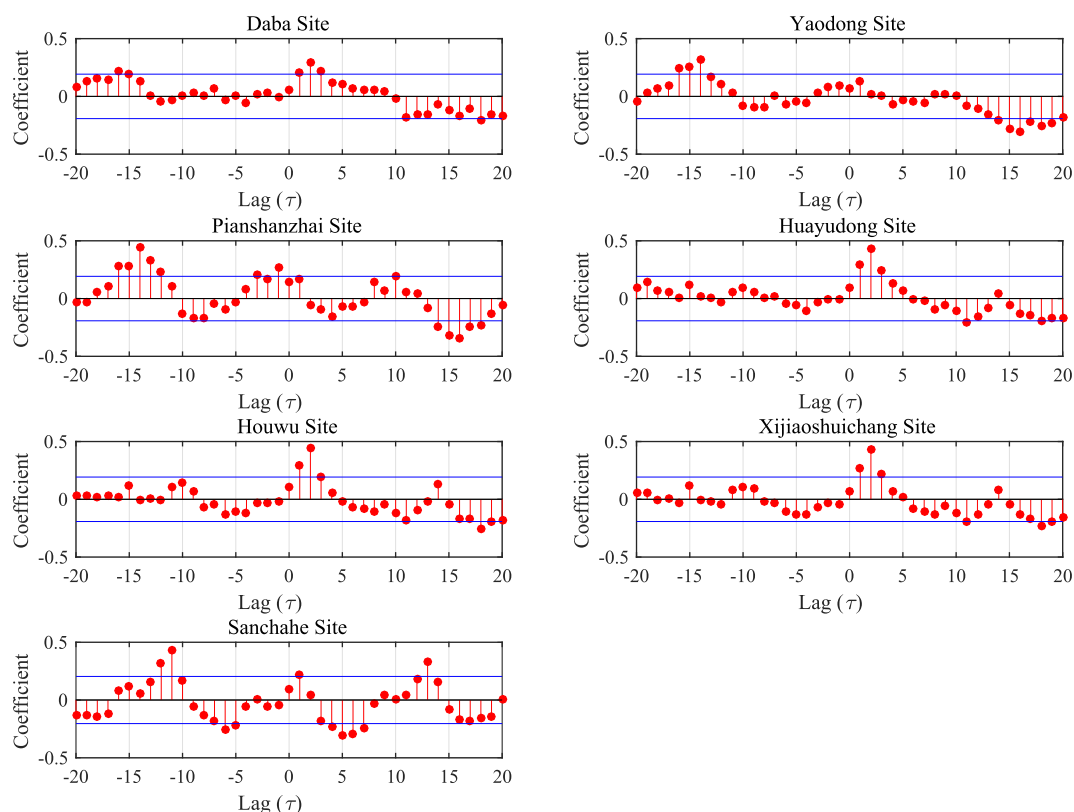 Daba Site
0.5
0
-0.5
Coefficient
-20 -15 -10 -5 0 5 10 15 20
Lag (τ)
Yaodong Site
0.5
0
-0.5
Coefficient
-20 -15 -10 -5 0 5 10 15 20
Lag (τ)
Pianshanzhai Site
0.5
0
-0.5
Coefficient
-20 -15 -10 -5 0 5 10 15 20
Lag (τ)
Huayudong Site
0.5
0
-0.5
Coefficient
-20 -15 -10 -5 0 5 10 15 20
Lag (τ)
Houwu Site
0.5
0
-0.5
Coefficient
-20 -15 -10 -5 0 5 10 15 20
Lag (τ)
Xijiaoshuichang Site
0.5
0
-0.5
Coefficient
-20 -15 -10 -5 0 5 10 15 20
Lag (τ)
Sanchahe Site
0.5
0
-0.5
Coefficient
-20 -15 -10 -5 0 5 10 15 20
Lag (τ)